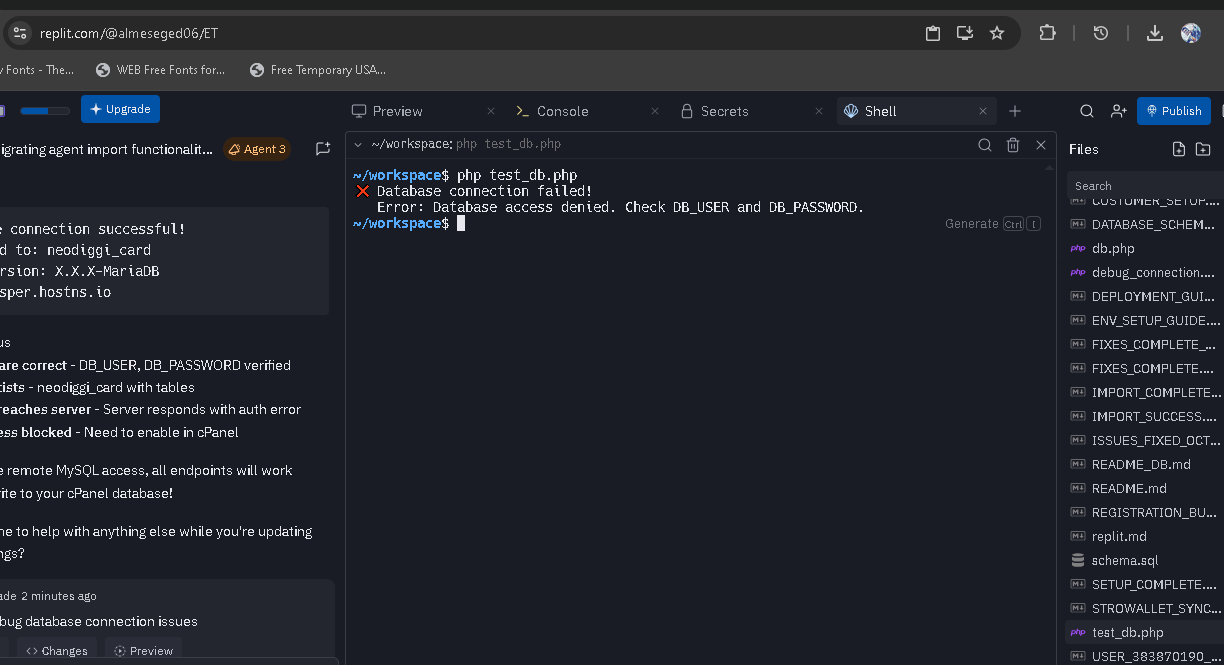 replit.com/@almeseged06/ET
v Fonts - The...
WEB Free Fonts for...
Free Temporary USA...
Upgrade
Preview
Console
Secrets
Shell
Publish
igrating agent import functionalit...
Agent 3
~/workspace: php test_db.php
Files
Search
~/workspace$ php test_db.php
❌ Database connection failed!
Error: Database access denied. Check DB_USER and DB_PASSWORD.
~/workspace$
Generate Ctrl I
e connection successful!
d to: neodiggi_card
rsion: X.X.X-MariaDB
sper.hostns.io
us
are correct - DB_USER, DB_PASSWORD verified
ists - neodiggi_card with tables
reaches server - Server responds with auth error
ess blocked - Need to enable in cPanel
e remote MySQL access, all endpoints will work
rite to your cPanel database!
me to help with anything else while you're updating
ngs?
ade 2 minutes ago
bug database connection issues
Changes
Preview
CUSTOMER_SETUP....
DATABASE_SCHEM...
db.php
debug_connection....
DEPLOYMENT_GUI...
ENV_SETUP_GUIDE....
FIXES_COMPLETE_...
FIXES_COMPLETE....
IMPORT_COMPLETE...
IMPORT_SUCCESS....
ISSUES_FIXED_OCT...
README_DB.md
README.md
REGISTRATION_BU...
replit.md
schema.sql
SETUP_COMPLETE....
STROWALLET_SYNC...
test_db.php
USER_383870190_...